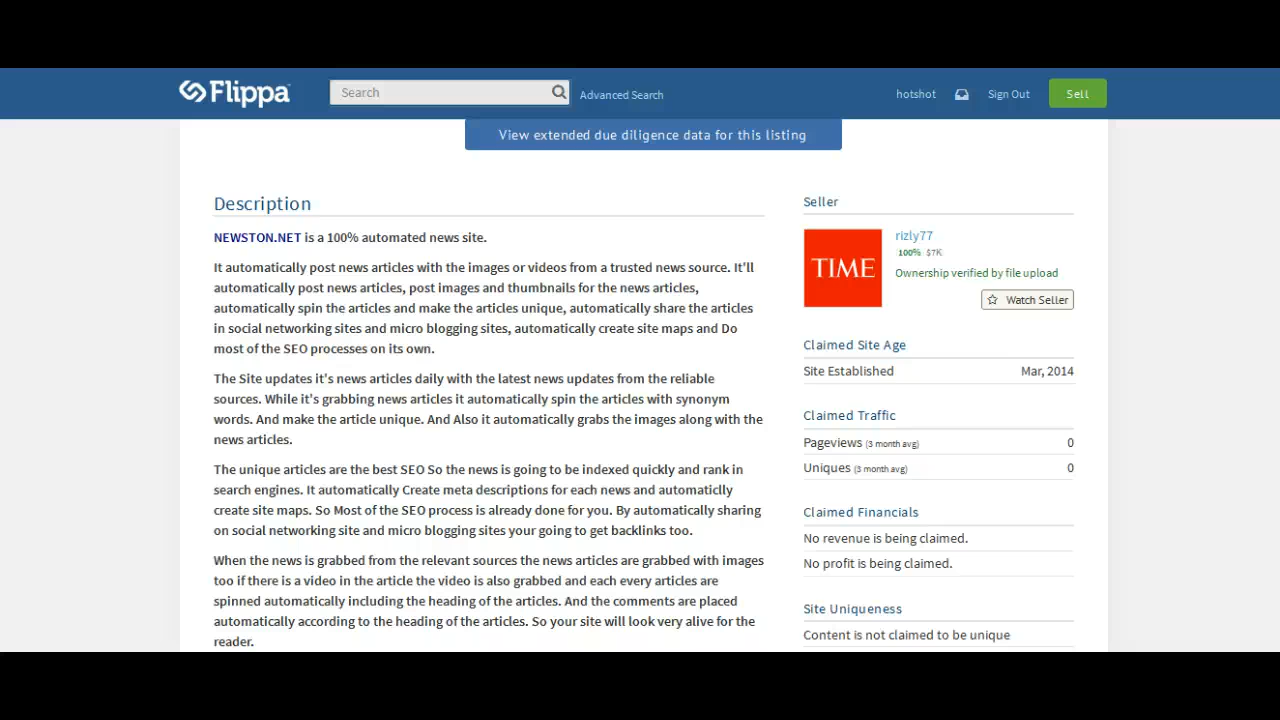 Flippa
Search
Advanced Search
hotshot
Sign Out
Sell
View extended due diligence data for this listing
Description
NEWSTON.NET is a 100% automated news site.
It automatically post news articles with the images or videos from a trusted news source. It'll
automatically post news articles, post images and thumbnails for the news articles,
automatically spin the articles and make the articles unique, automatically share the articles
in social networking sites and micro blogging sites, automatically create site maps and Do
most of the SEO processes on its own.
The Site updates it's news articles daily with the latest news updates from the reliable
sources. While it's grabbing news articles it automatically spin the articles with synonym
words. And make the article unique. And Also it automatically grabs the images along with the
news articles.
The unique articles are the best SEO So the news is going to be indexed quickly and rank in
search engines. It automatically Create meta descriptions for each news and automaticlly
create site maps. So Most of the SEO process is already done for you. By automatically sharing
on social networking site and micro blogging sites your going to get backlinks too.
When the news is grabbed from the relevant sources the news articles are grabbed with images
too if there is a video in the article the video is also grabbed and each every articles are
spinned automatically including the heading of the articles. And the comments are placed
automatically according to the heading of the articles. So your site will look very alive for the
reader.
Seller
TIME
rizly77
100% $7K
Ownership verified by file upload
Watch Seller
Claimed Site Age
Site Established Mar, 2014
Claimed Traffic
Pageviews (3 month avg) 0
Uniques (3 month avg) 0
Claimed Financials
No revenue is being claimed.
No profit is being claimed.
Site Uniqueness
Content is not claimed to be unique